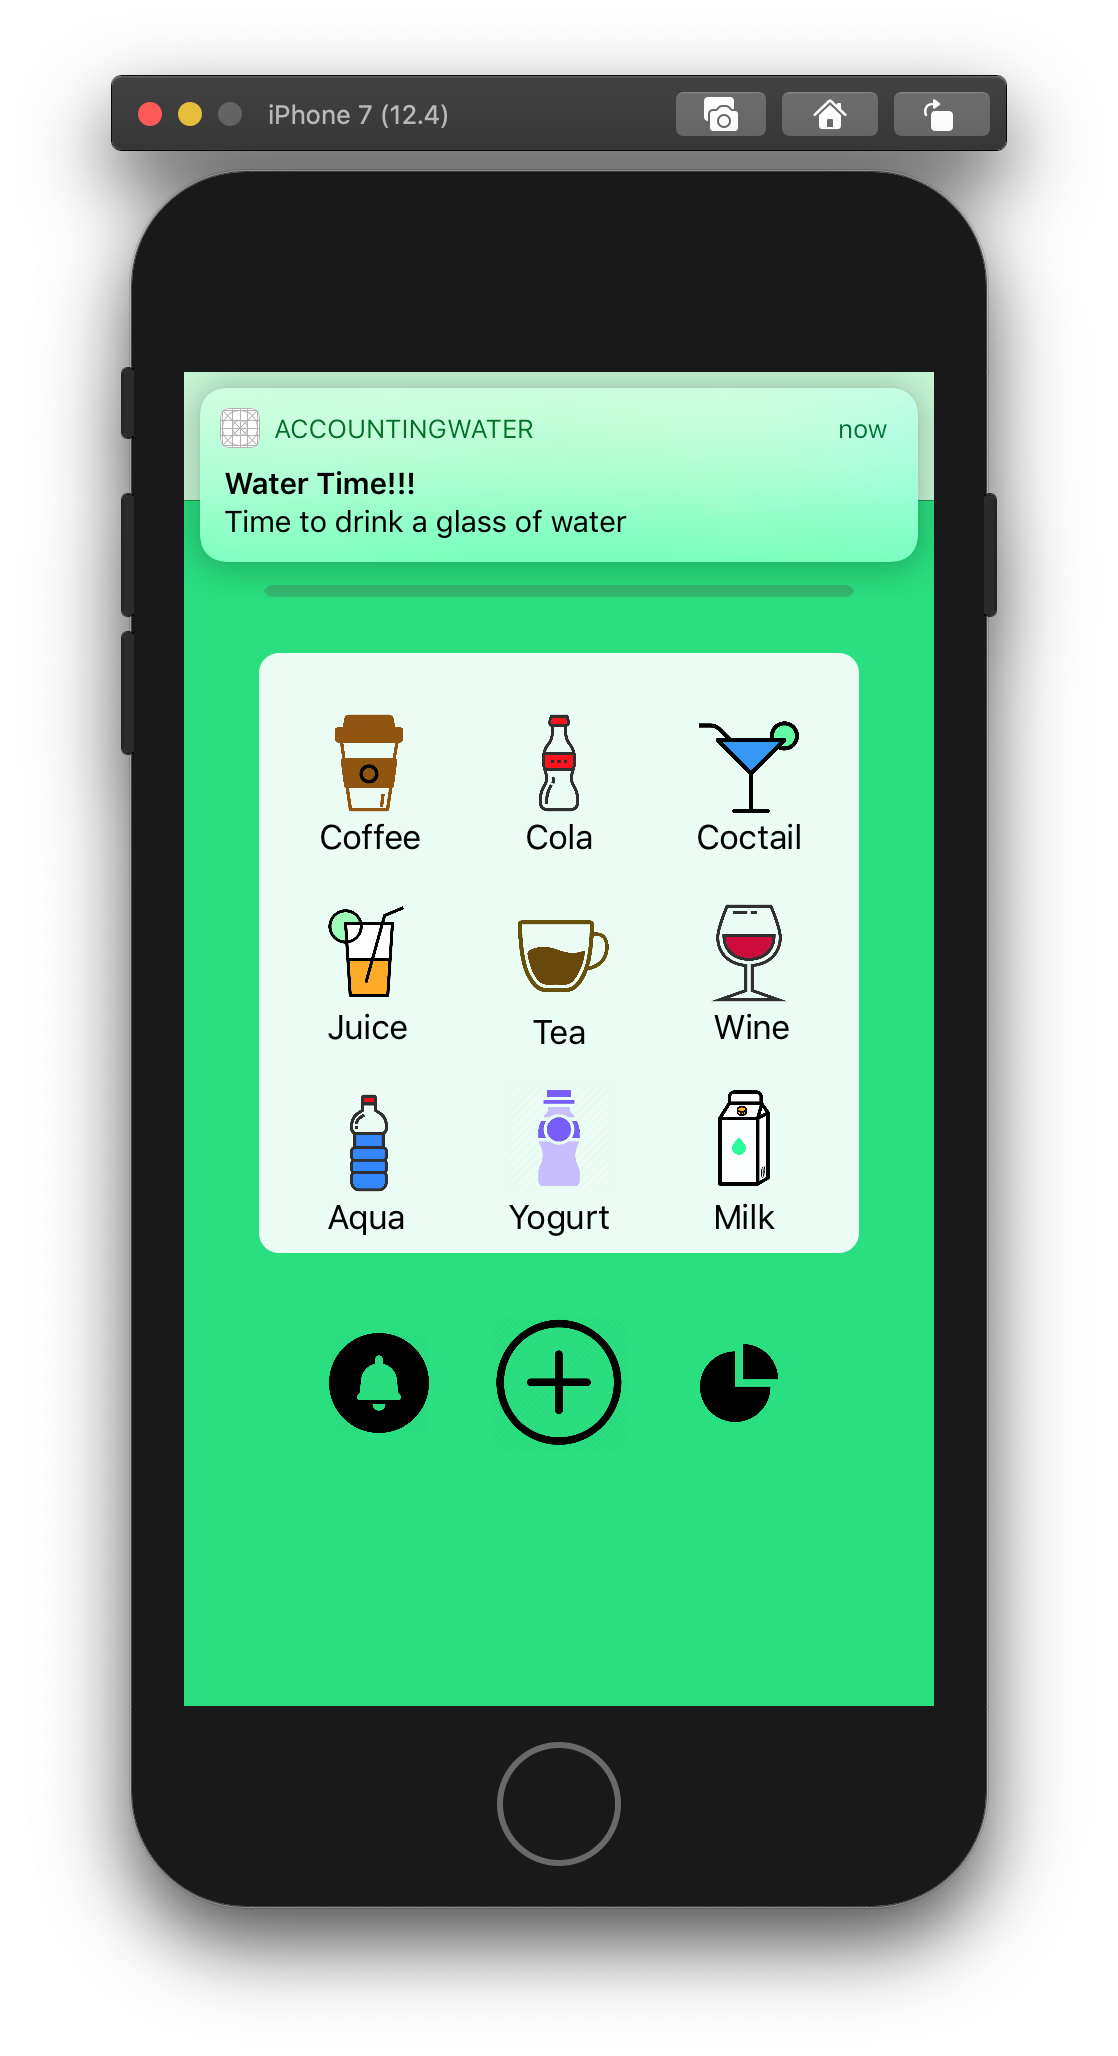 iPhone 7 (12.4)
ACCOUNTINGWATER now
Water Time!!!
Time to drink a glass of water
Coffee Cola Coctail
Juice Tea Wine
Aqua Yogurt Milk